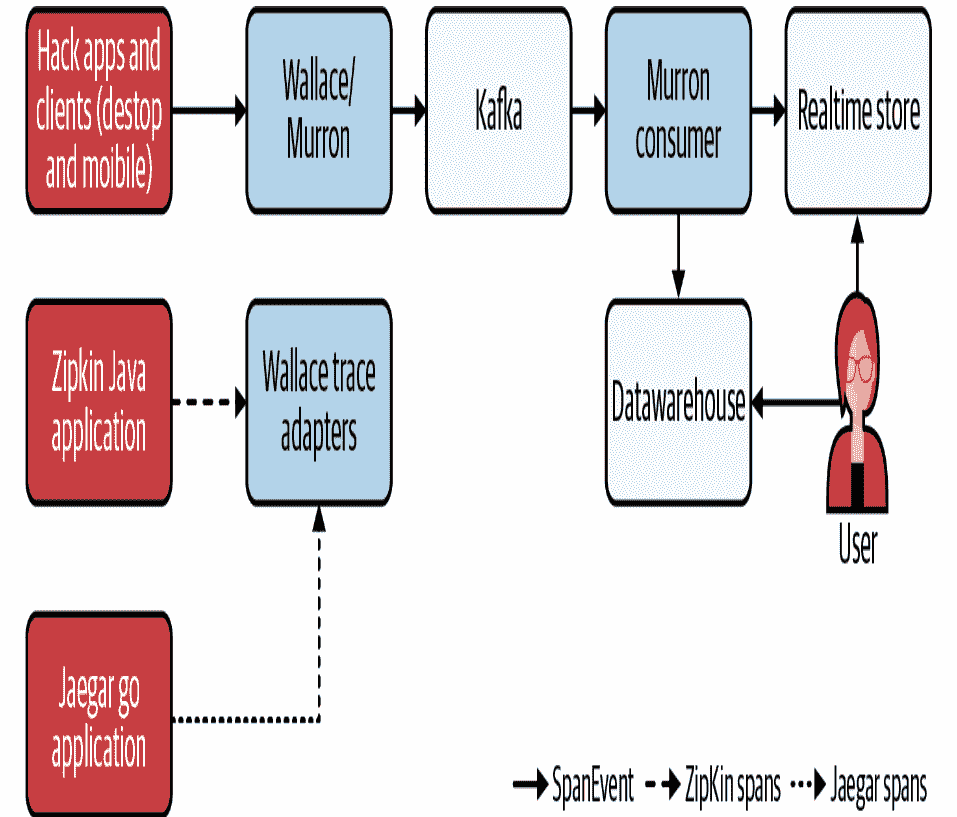 Hack apps and
clients (destop
and moibile)
Wallace/
Murron
Kafka
Murron
consumer
Realtime store
Zipkin Java
application
Wallace trace
adapters
Datawarehouse
User
Jaegar go
application
SpanEvent
ZipKin spans
Jaegar spans